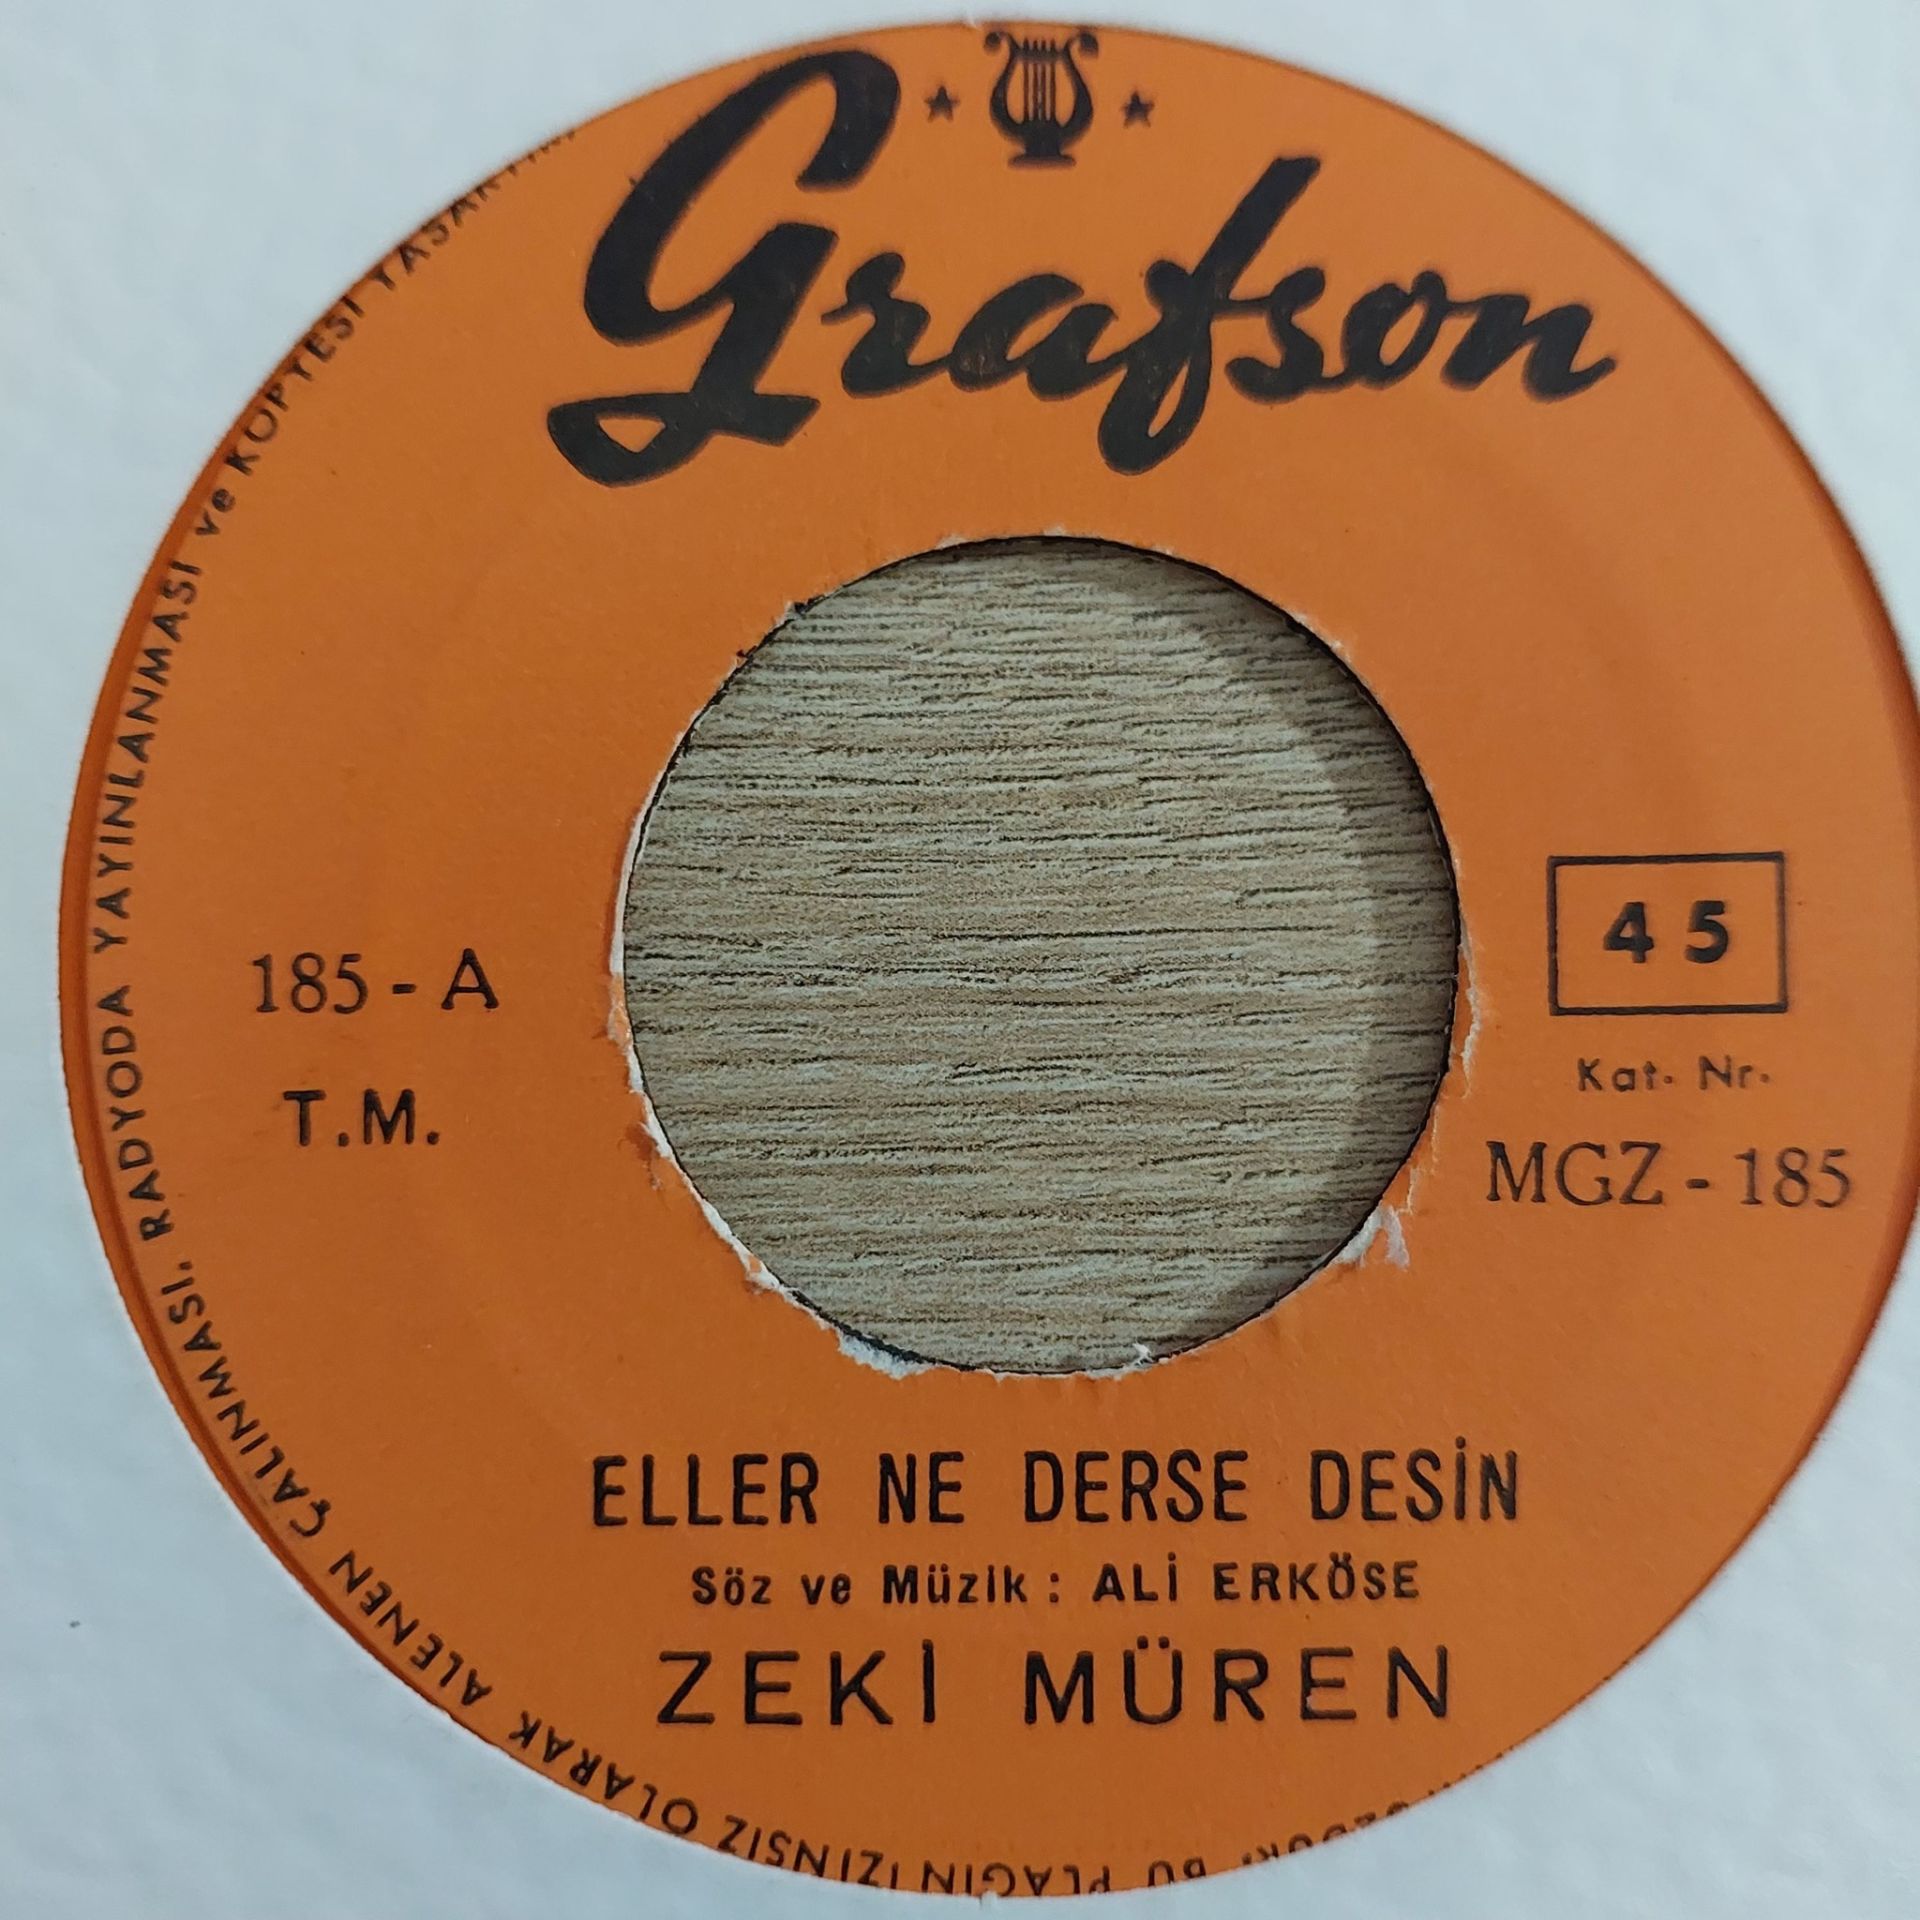 Grafson
45
185 - A
Kat. Nr.
T.M.
MGZ - 185
ELLER NE DERSE DESİN
Söz ve Müzik : ALİ ERKÖSE
ZEKİ MÜREN
BU PLAĞIN İZİNSİZ OLARAK ALENEN ÇALINMASI, RADYODA YAYINLANMASI ve KOPYESİ YASAKTIR